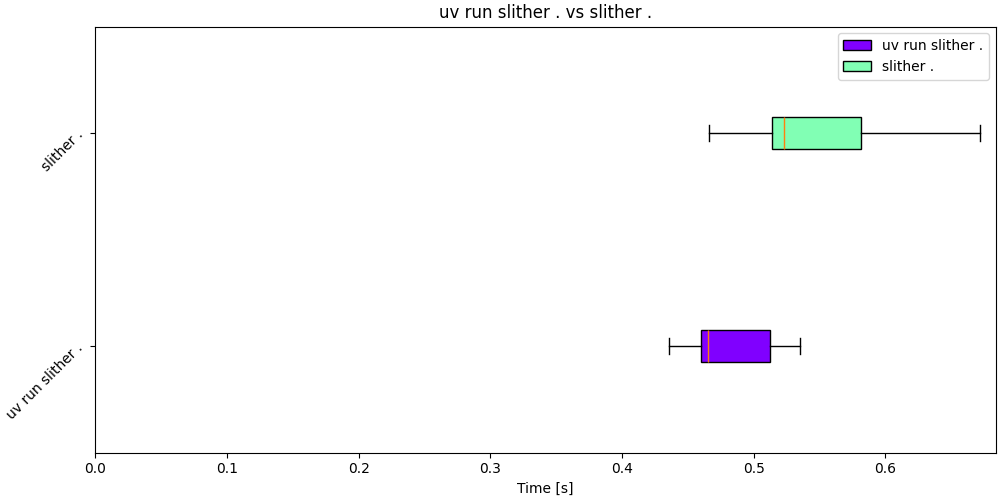 uv run slither . vs slither .
uv run slither .
slither .
slither .
uv run slither .
0.0
0.1
0.2
0.3
0.4
0.5
0.6
Time [s]